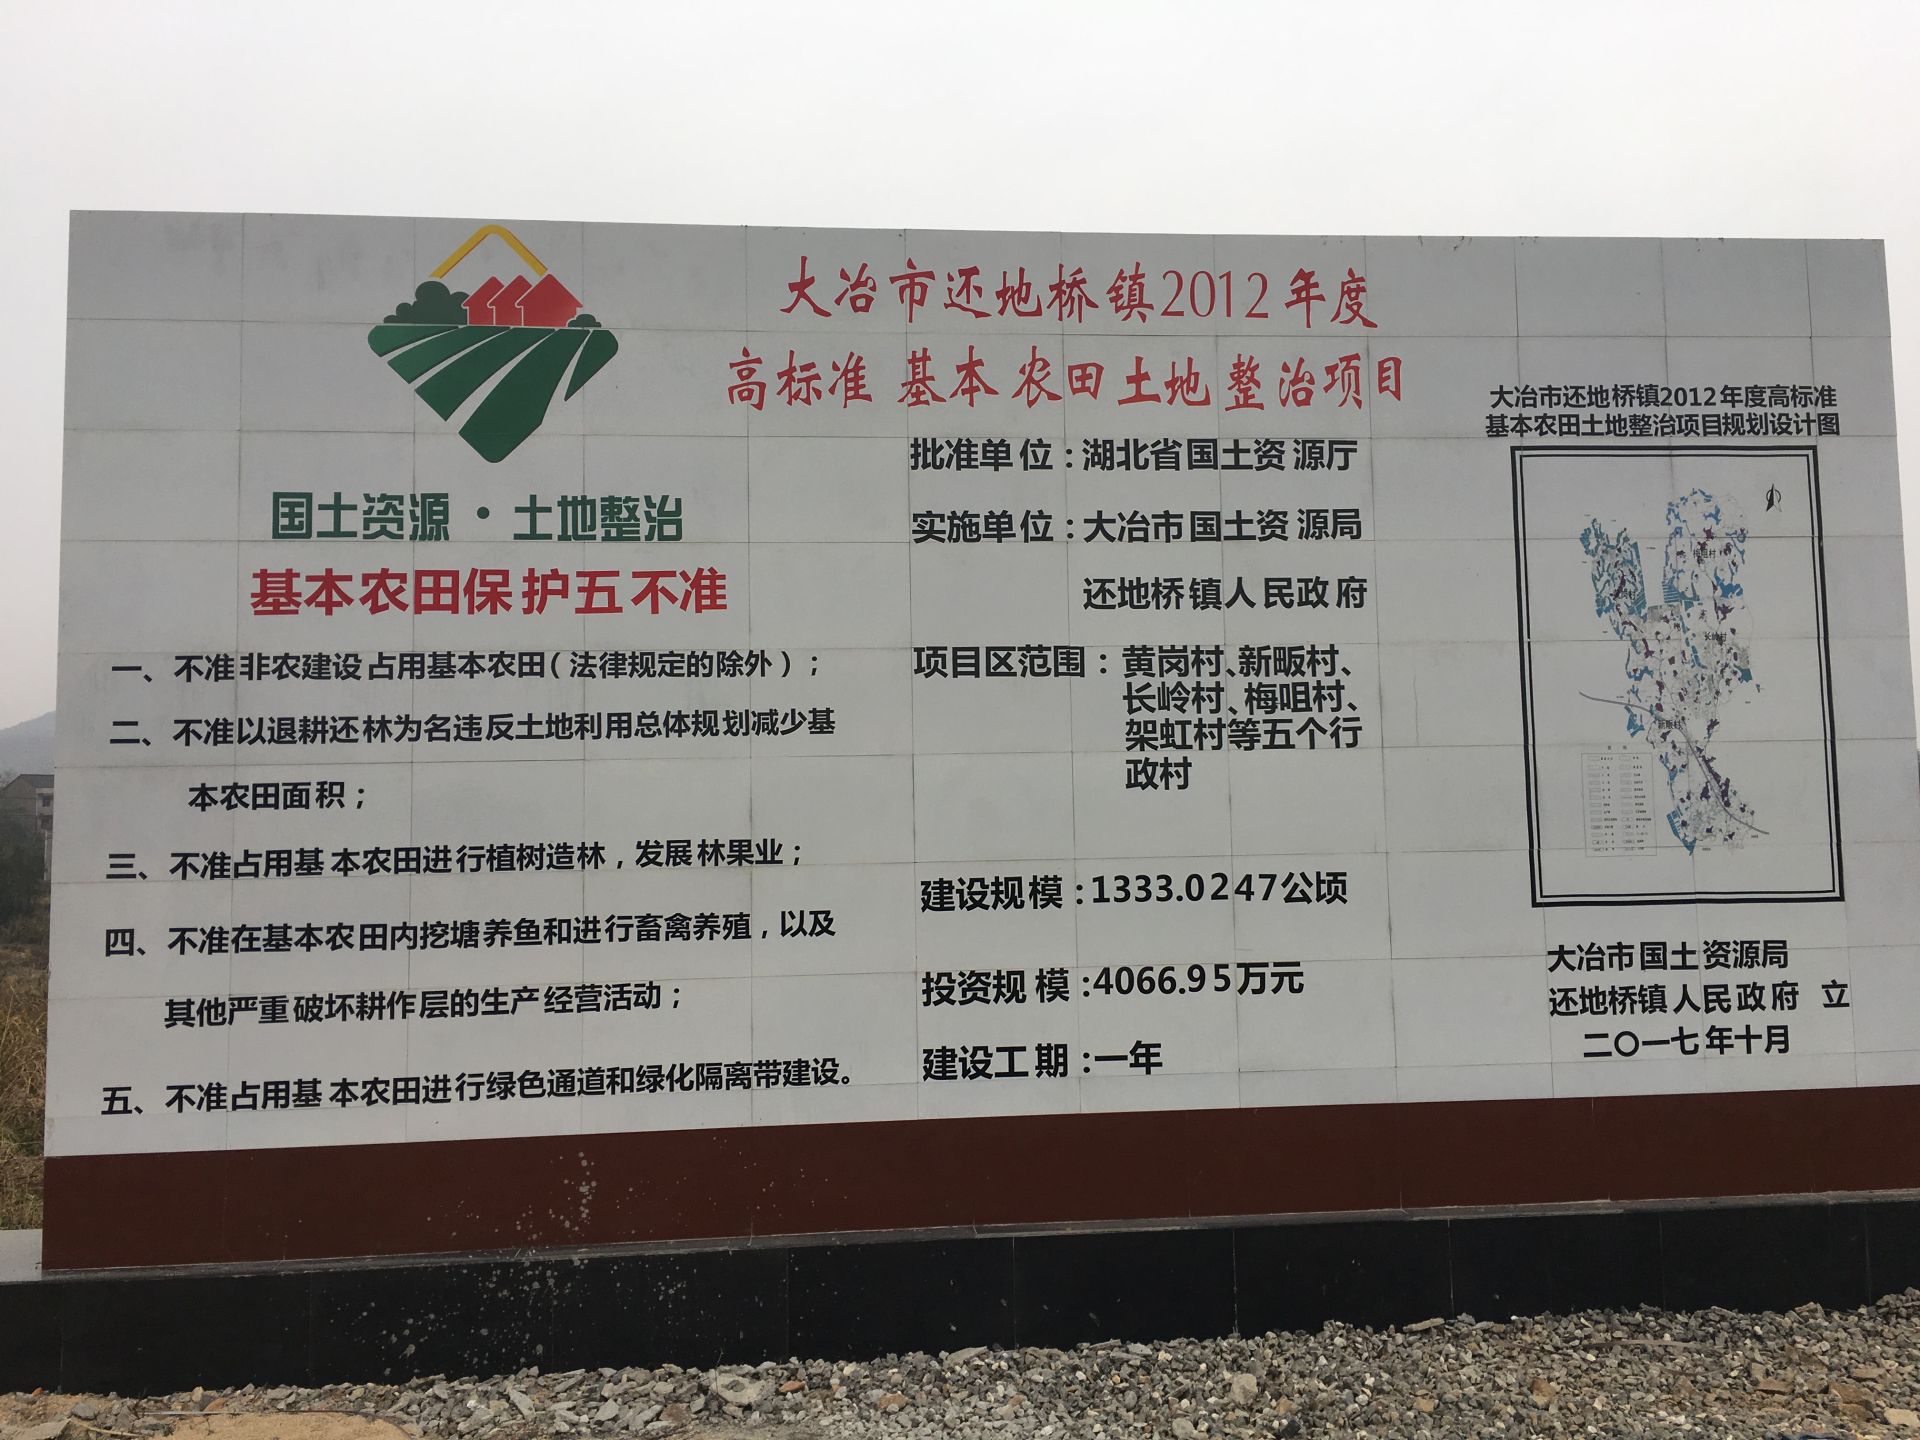 国土资源·土地整治
基本农田保护五不准
一、不准非农建设占用基本农田(法律规定的除外)；
二、不准以退耕还林为名违反土地利用总体规划减少基
本农田面积；
三、不准占用基本农田进行植树造林，发展林果业；
四、不准在基本农田内挖塘养鱼和进行畜禽养殖，以及
其他严重破坏耕作层的生产经营活动；
五、不准占用基本农田进行绿色通道和绿化隔离带建设。
大冶市还地桥镇2012年度
高标准基本农田土地整治项目
批准单位：湖北省国土资源厅
实施单位：大冶市国土资源局
还地桥镇人民政府
项目区范围：黄岗村、新畈村、
长岭村、梅咀村、
架虹村等五个行
政村
建设规模：1333.0247公顷
投资规模：4066.95万元
建设工期：一年
大冶市还地桥镇2012年度高标准
基本农田土地整治项目规划设计图
梅咀村
长岭村
新畈村
大冶市国土资源局
还地桥镇人民政府 立
二〇一七年十月